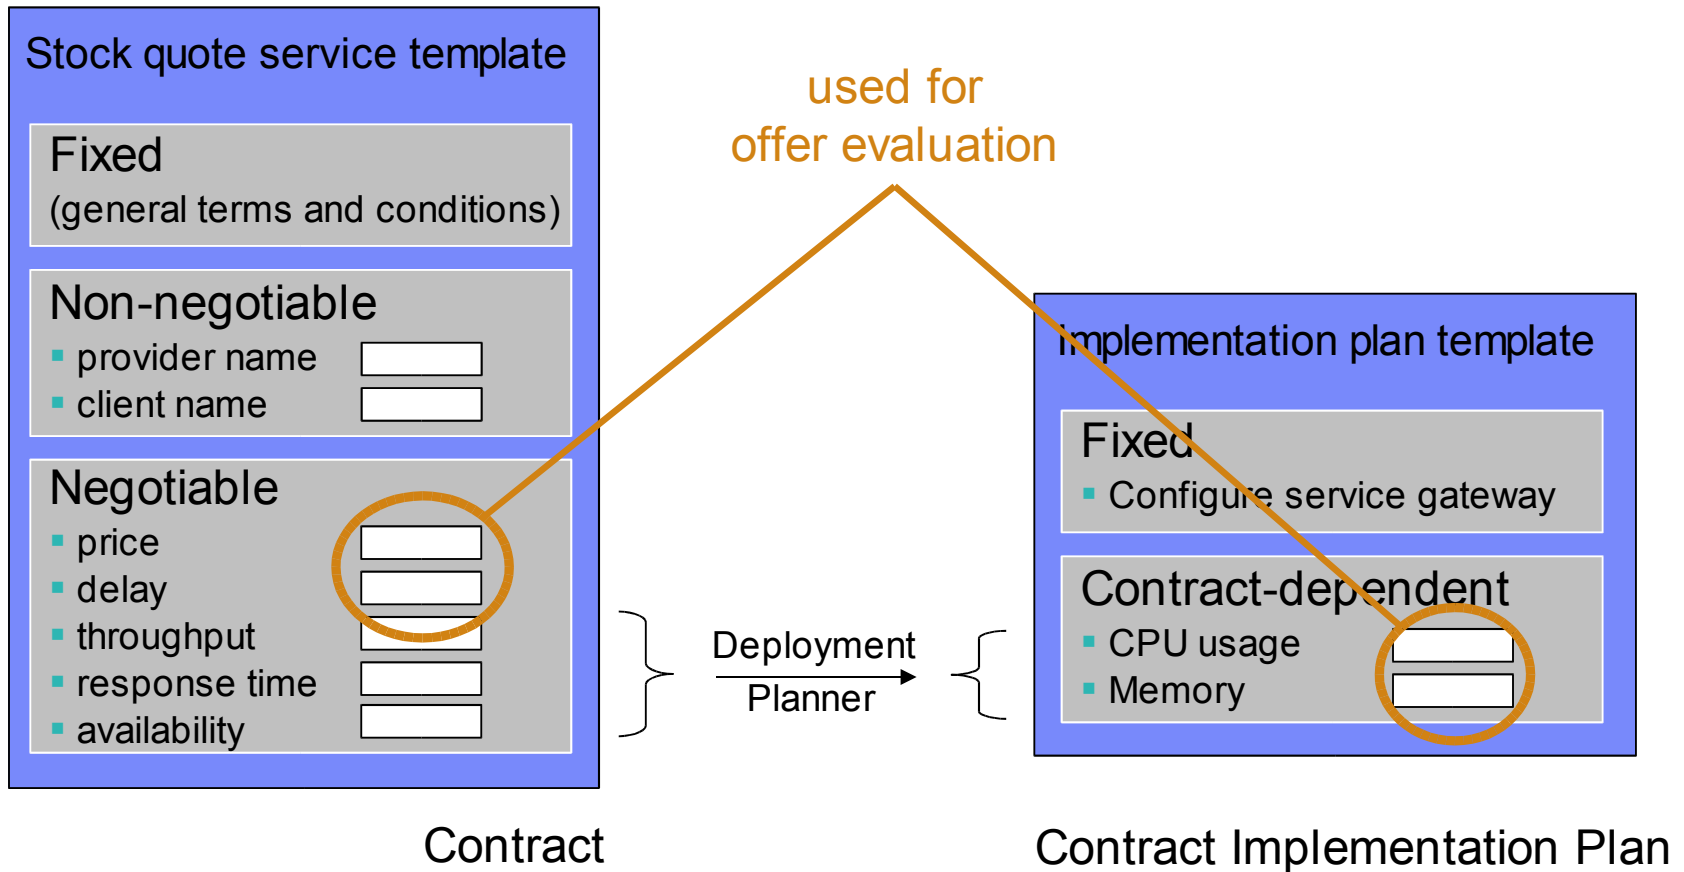 Stock quote service template
Fixed
(general terms and conditions)
Non-negotiable
▪ provider name
▪ client name
Negotiable
▪ price
▪ delay
▪ throughput
▪ response time
▪ availability
Contract
used for
offer evaluation
Deployment
Planner
Implementation plan template
Fixed
▪ Configure service gateway
Contract-dependent
▪ CPU usage
▪ Memory
Contract Implementation Plan